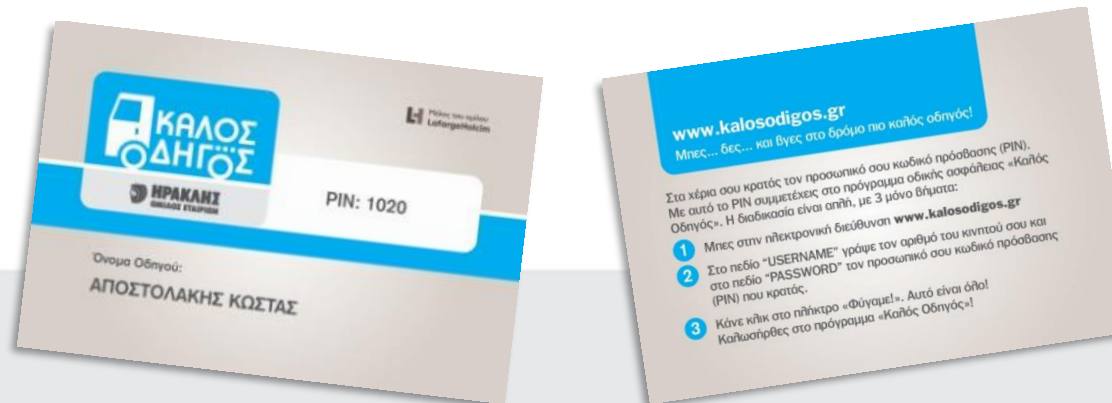 ΚΑΛΟΣ
ΟΔΗΓΟΣ
ΗΡΑΚΛΗΣ
ΟΜΙΛΟΣ ΕΤΑΙΡΙΩΝ
Μέλος του ομίλου
LafargeHolcim
PIN: 1020
Όνομα Οδηγού:
ΑΠΟΣΤΟΛΑΚΗΣ ΚΩΣΤΑΣ
www.kalosodigos.gr
Μπες... δες... και βγες στο δρόμο πιο καλός οδηγός!
Στα χέρια σου κρατάς τον προσωπικό σου κωδικό πρόσβασης (PIN).
Με αυτό το PIN συμμετέχεις στο πρόγραμμα οδικής ασφάλειας «Καλός
Οδηγός». Η διαδικασία είναι απλή, με 3 μόνο βήματα:
1 Μπες στην ηλεκτρονική διεύθυνση www.kalosodigos.gr
2 Στο πεδίο "USERNAME" γράψε τον αριθμό του κινητού σου και
στο πεδίο "PASSWORD" τον προσωπικό σου κωδικό πρόσβασης
(PIN) που κρατάς.
3 Κάνε κλικ στο πλήκτρο «Φύγαμε!». Αυτό είναι όλο!
Καλωσήρθες στο πρόγραμμα «Καλός Οδηγός»!